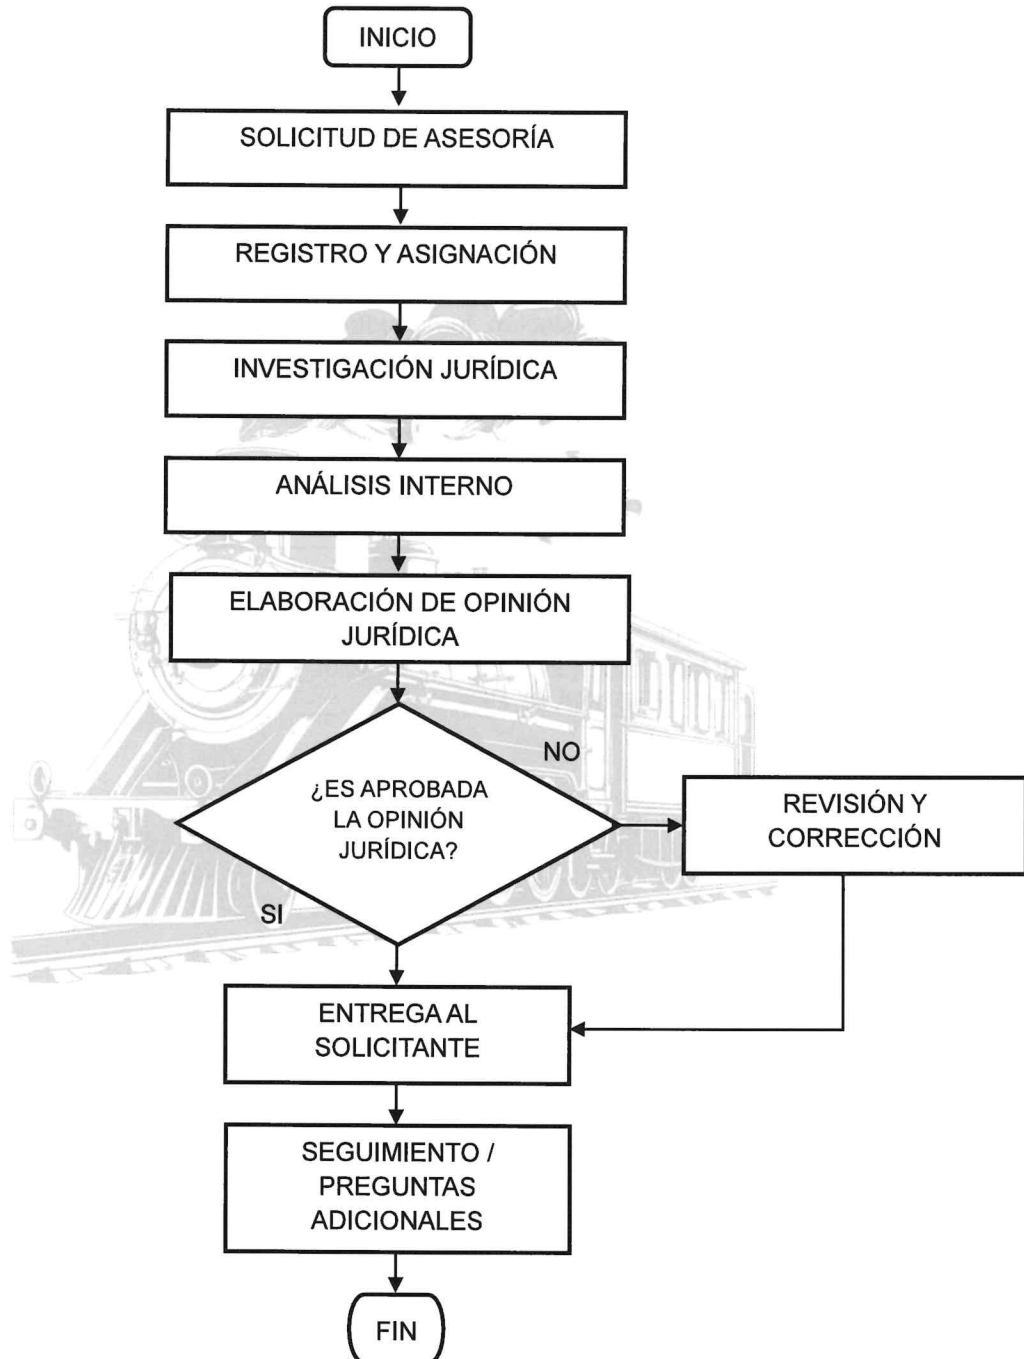 INICIO
SOLICITUD DE ASESORÍA
REGISTRO Y ASIGNACIÓN
INVESTIGACIÓN JURÍDICA
ANÁLISIS INTERNO
ELABORACIÓN DE OPINIÓN
JURÍDICA
NO
¿ES APROBADA
LA OPINIÓN
JURÍDICA?
REVISIÓN Y
CORRECCIÓN
SI
ENTREGA AL
SOLICITANTE
SEGUIMIENTO /
PREGUNTAS
ADICIONALES
FIN